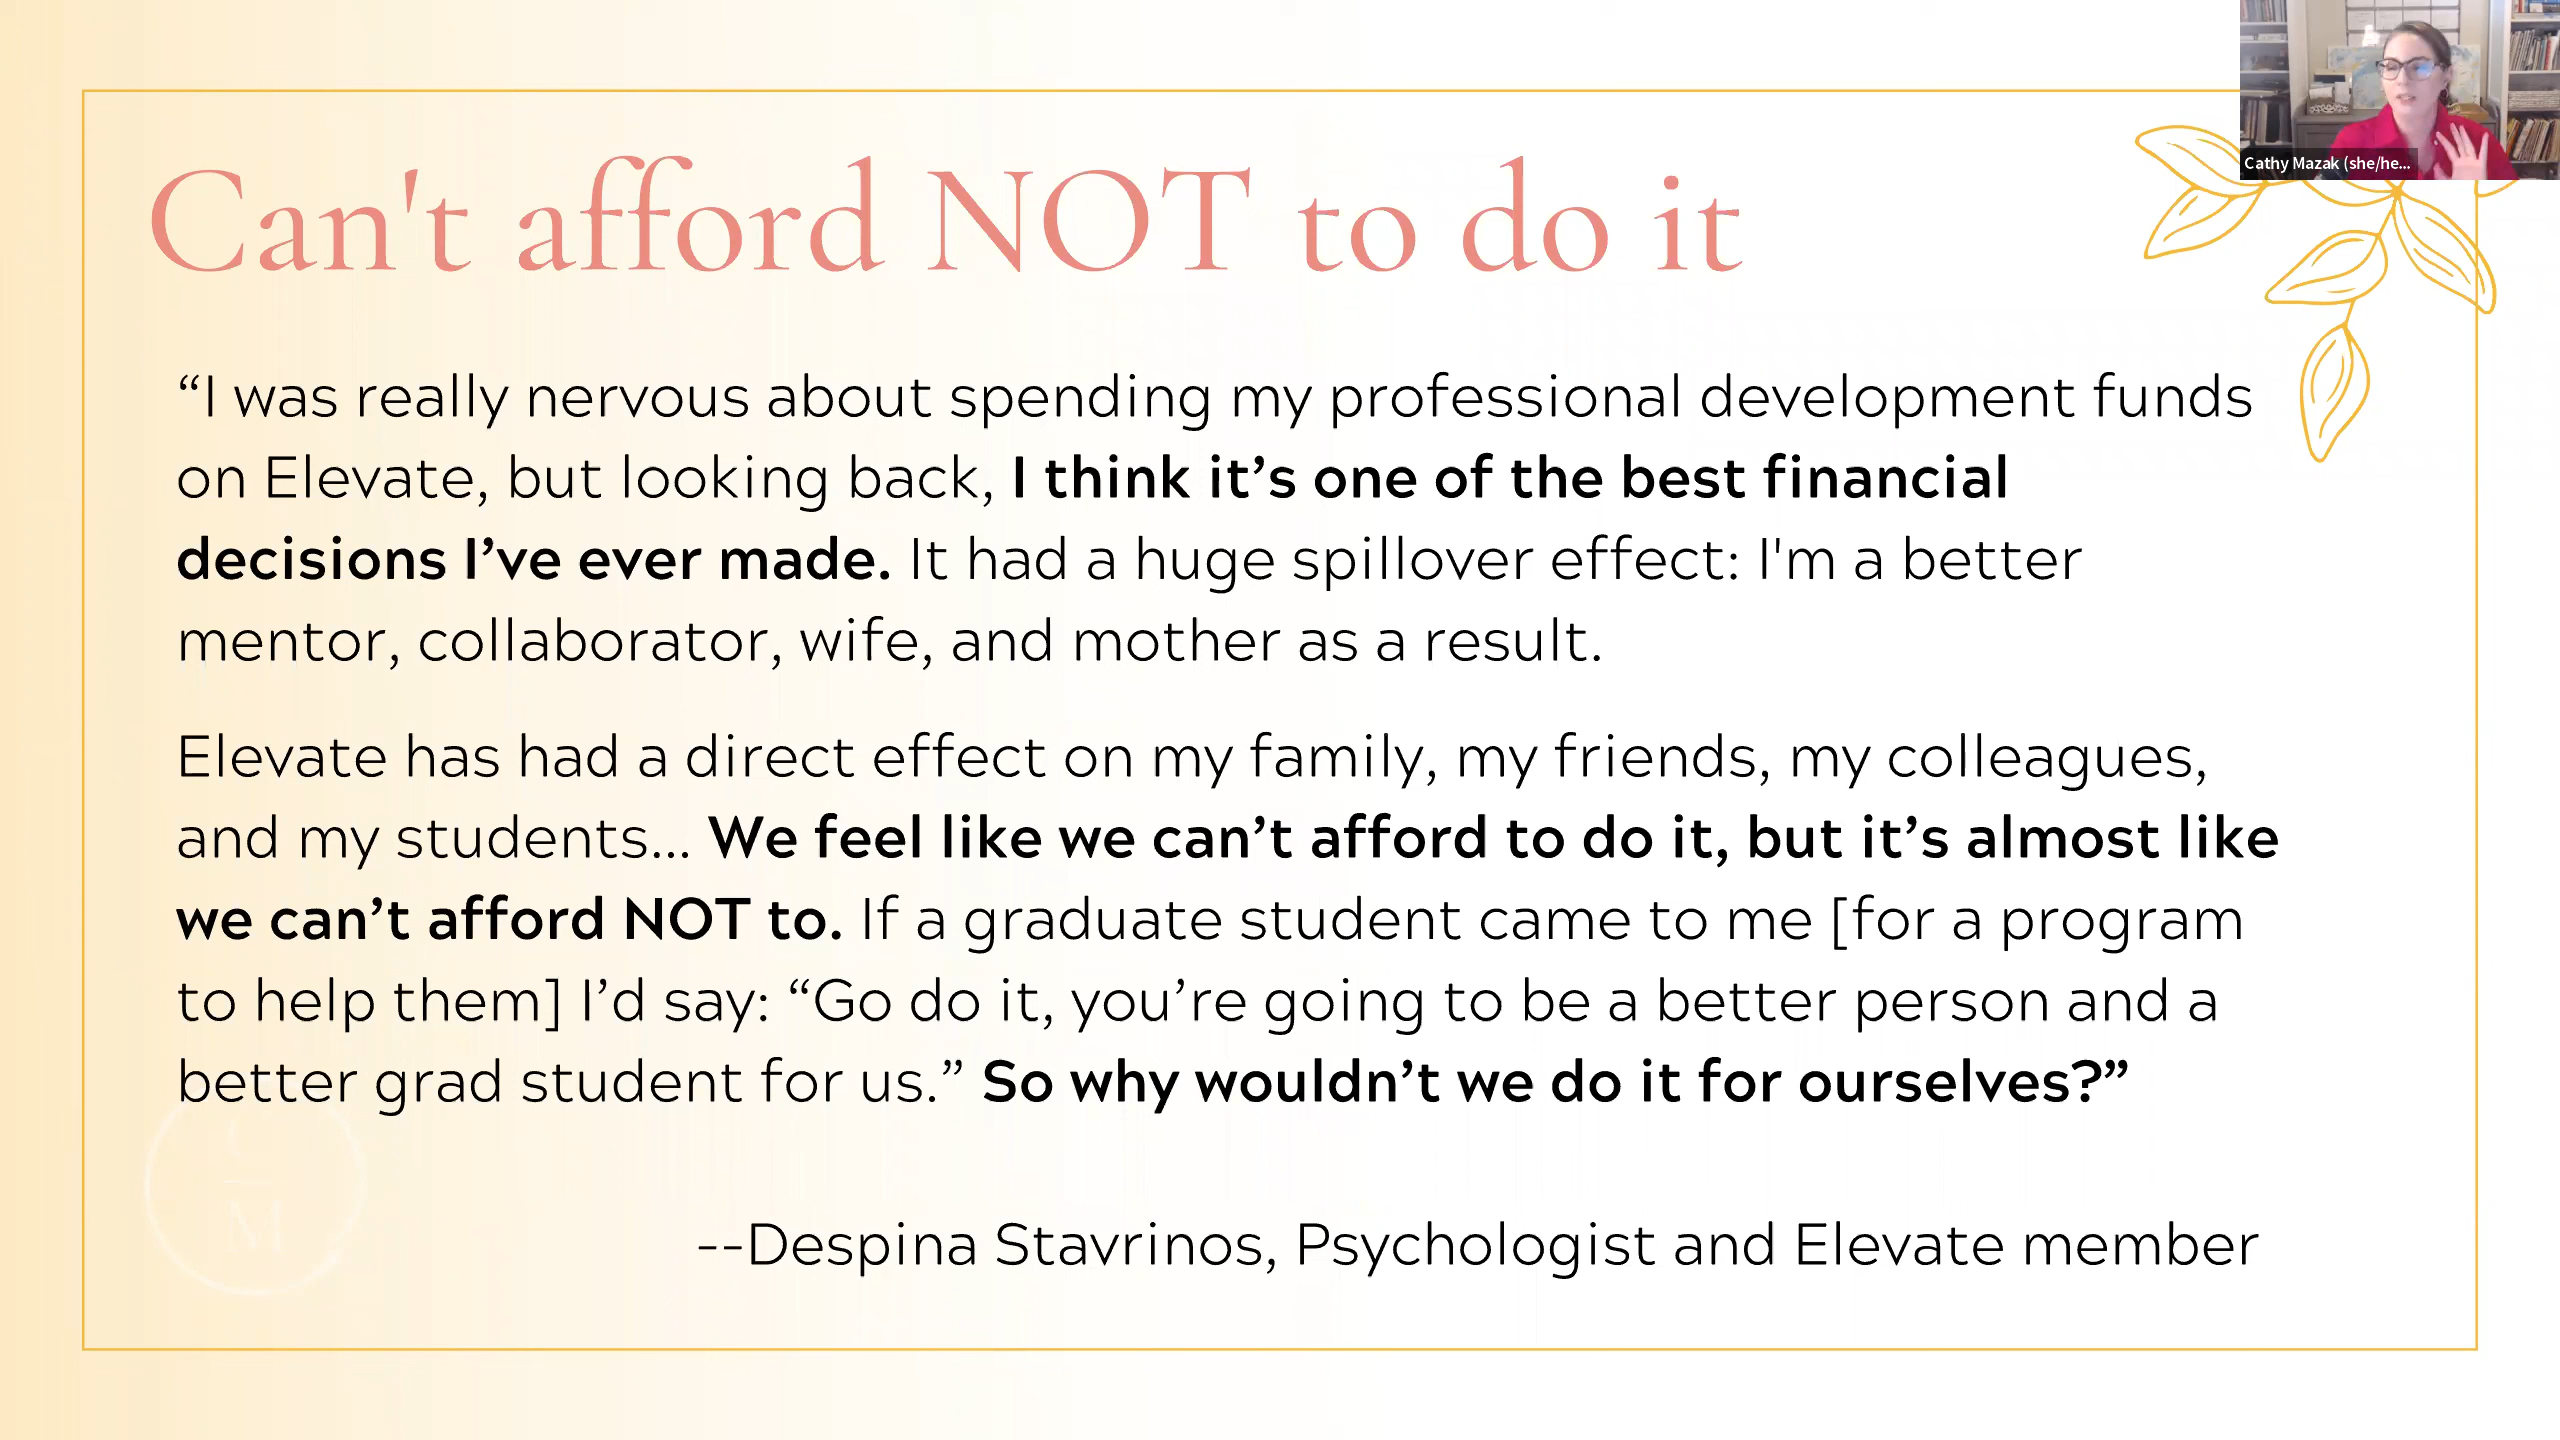 Cathy Mazak (she/he...
Can't afford NOT to do it
“I was really nervous about spending my professional development funds
on Elevate, but looking back, I think it’s one of the best financial
decisions I’ve ever made. It had a huge spillover effect: I'm a better
mentor, collaborator, wife, and mother as a result.
Elevate has had a direct effect on my family, my friends, my colleagues,
and my students... We feel like we can’t afford to do it, but it’s almost like
we can’t afford NOT to. If a graduate student came to me [for a program
to help them] I’d say: “Go do it, you’re going to be a better person and a
better grad student for us.” So why wouldn’t we do it for ourselves?”
C
M
--Despina Stavrinos, Psychologist and Elevate member